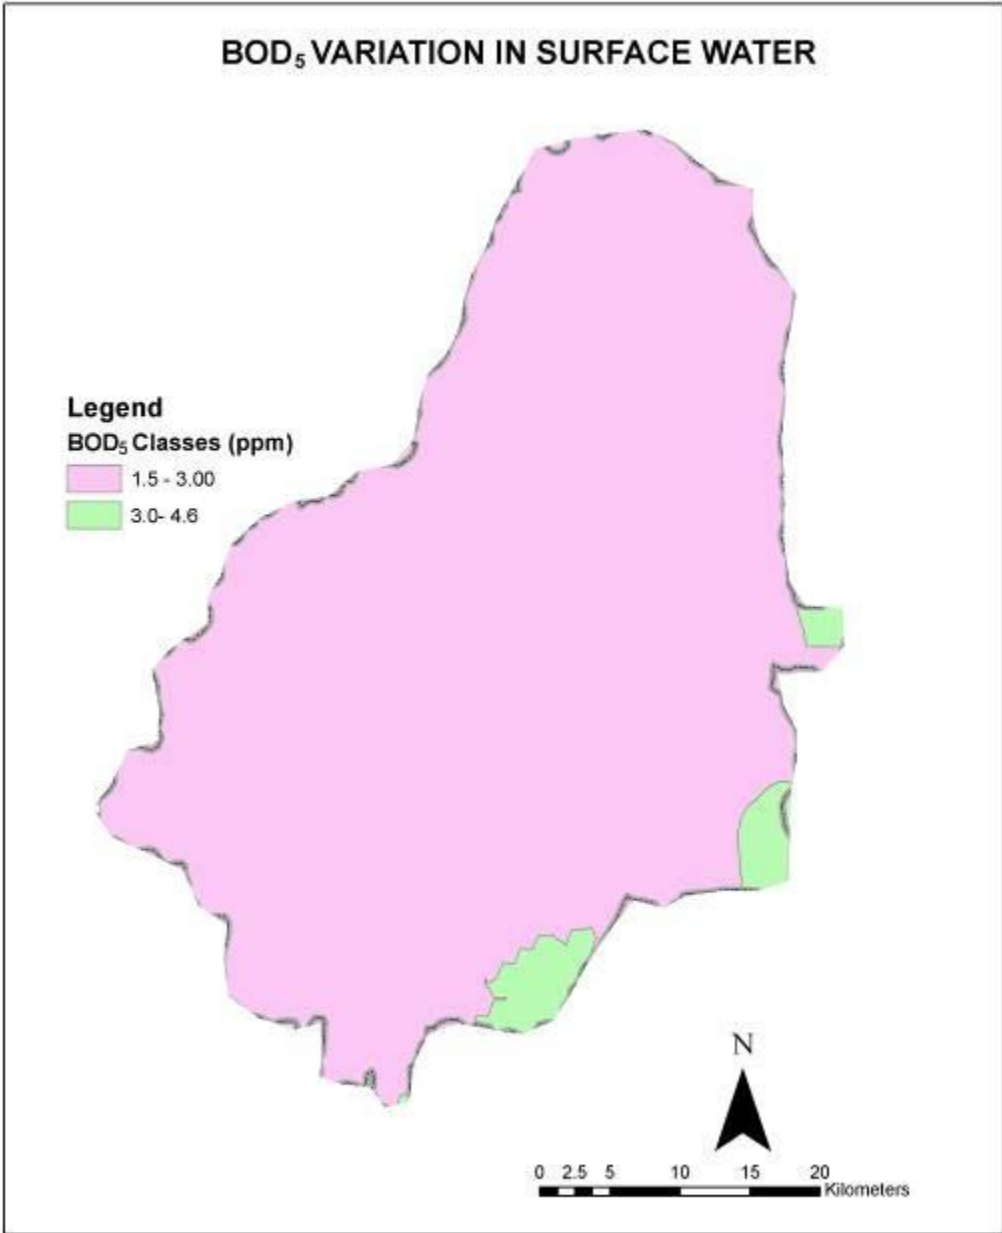 BOD₅ VARIATION IN SURFACE WATER
Legend
BOD₅ Classes (ppm)
1.5 - 3.00
3.0- 4.6
N
0 2.5 5 10 15 20
Kilometers